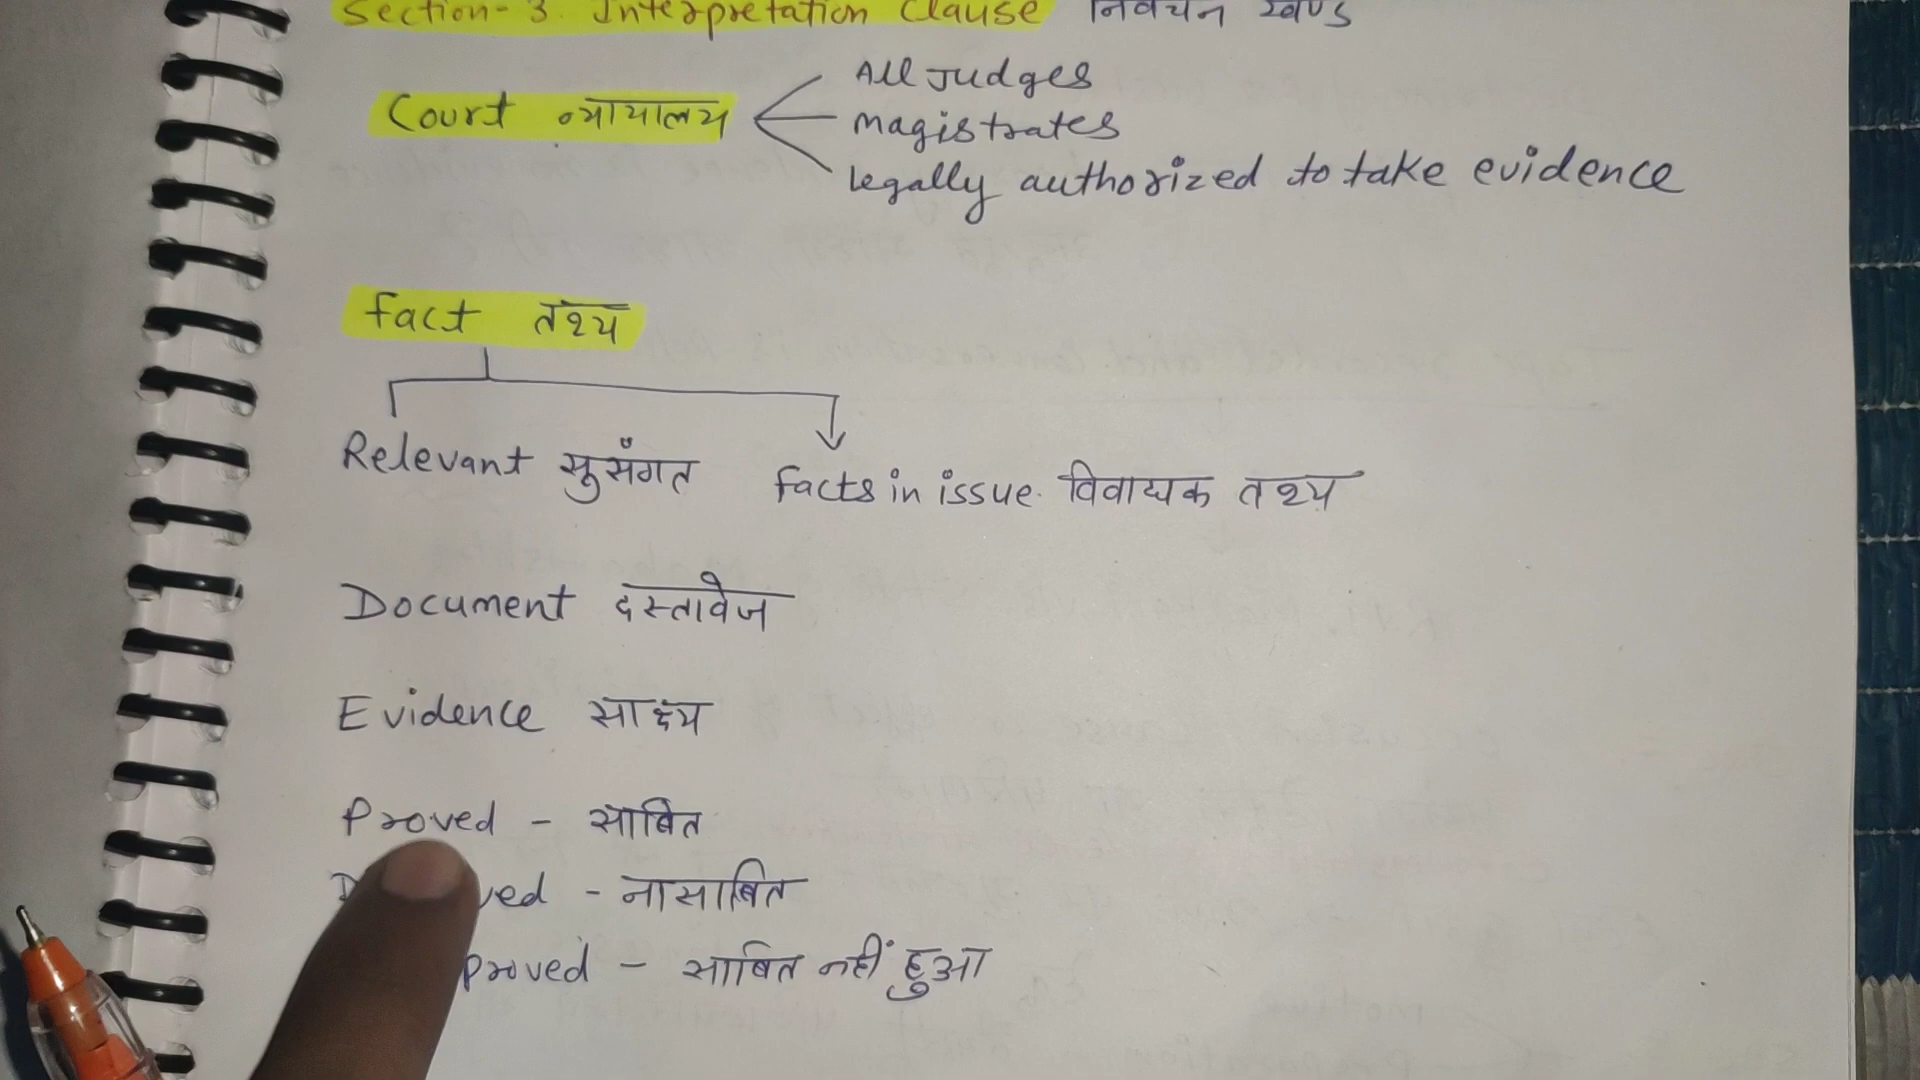 Section-3. Interpretation Clause निर्वचन खण्ड
Court न्यायालय
All Judges
magistrates
legally authorized to take evidence
fact तथ्य
Relevant सुसंगत facts in issue. विवाद्यक तथ्य
Document दस्तावेज
Evidence साक्ष्य
Proved - साबित
- नासाबित
proved - साबित नहीं हुआ